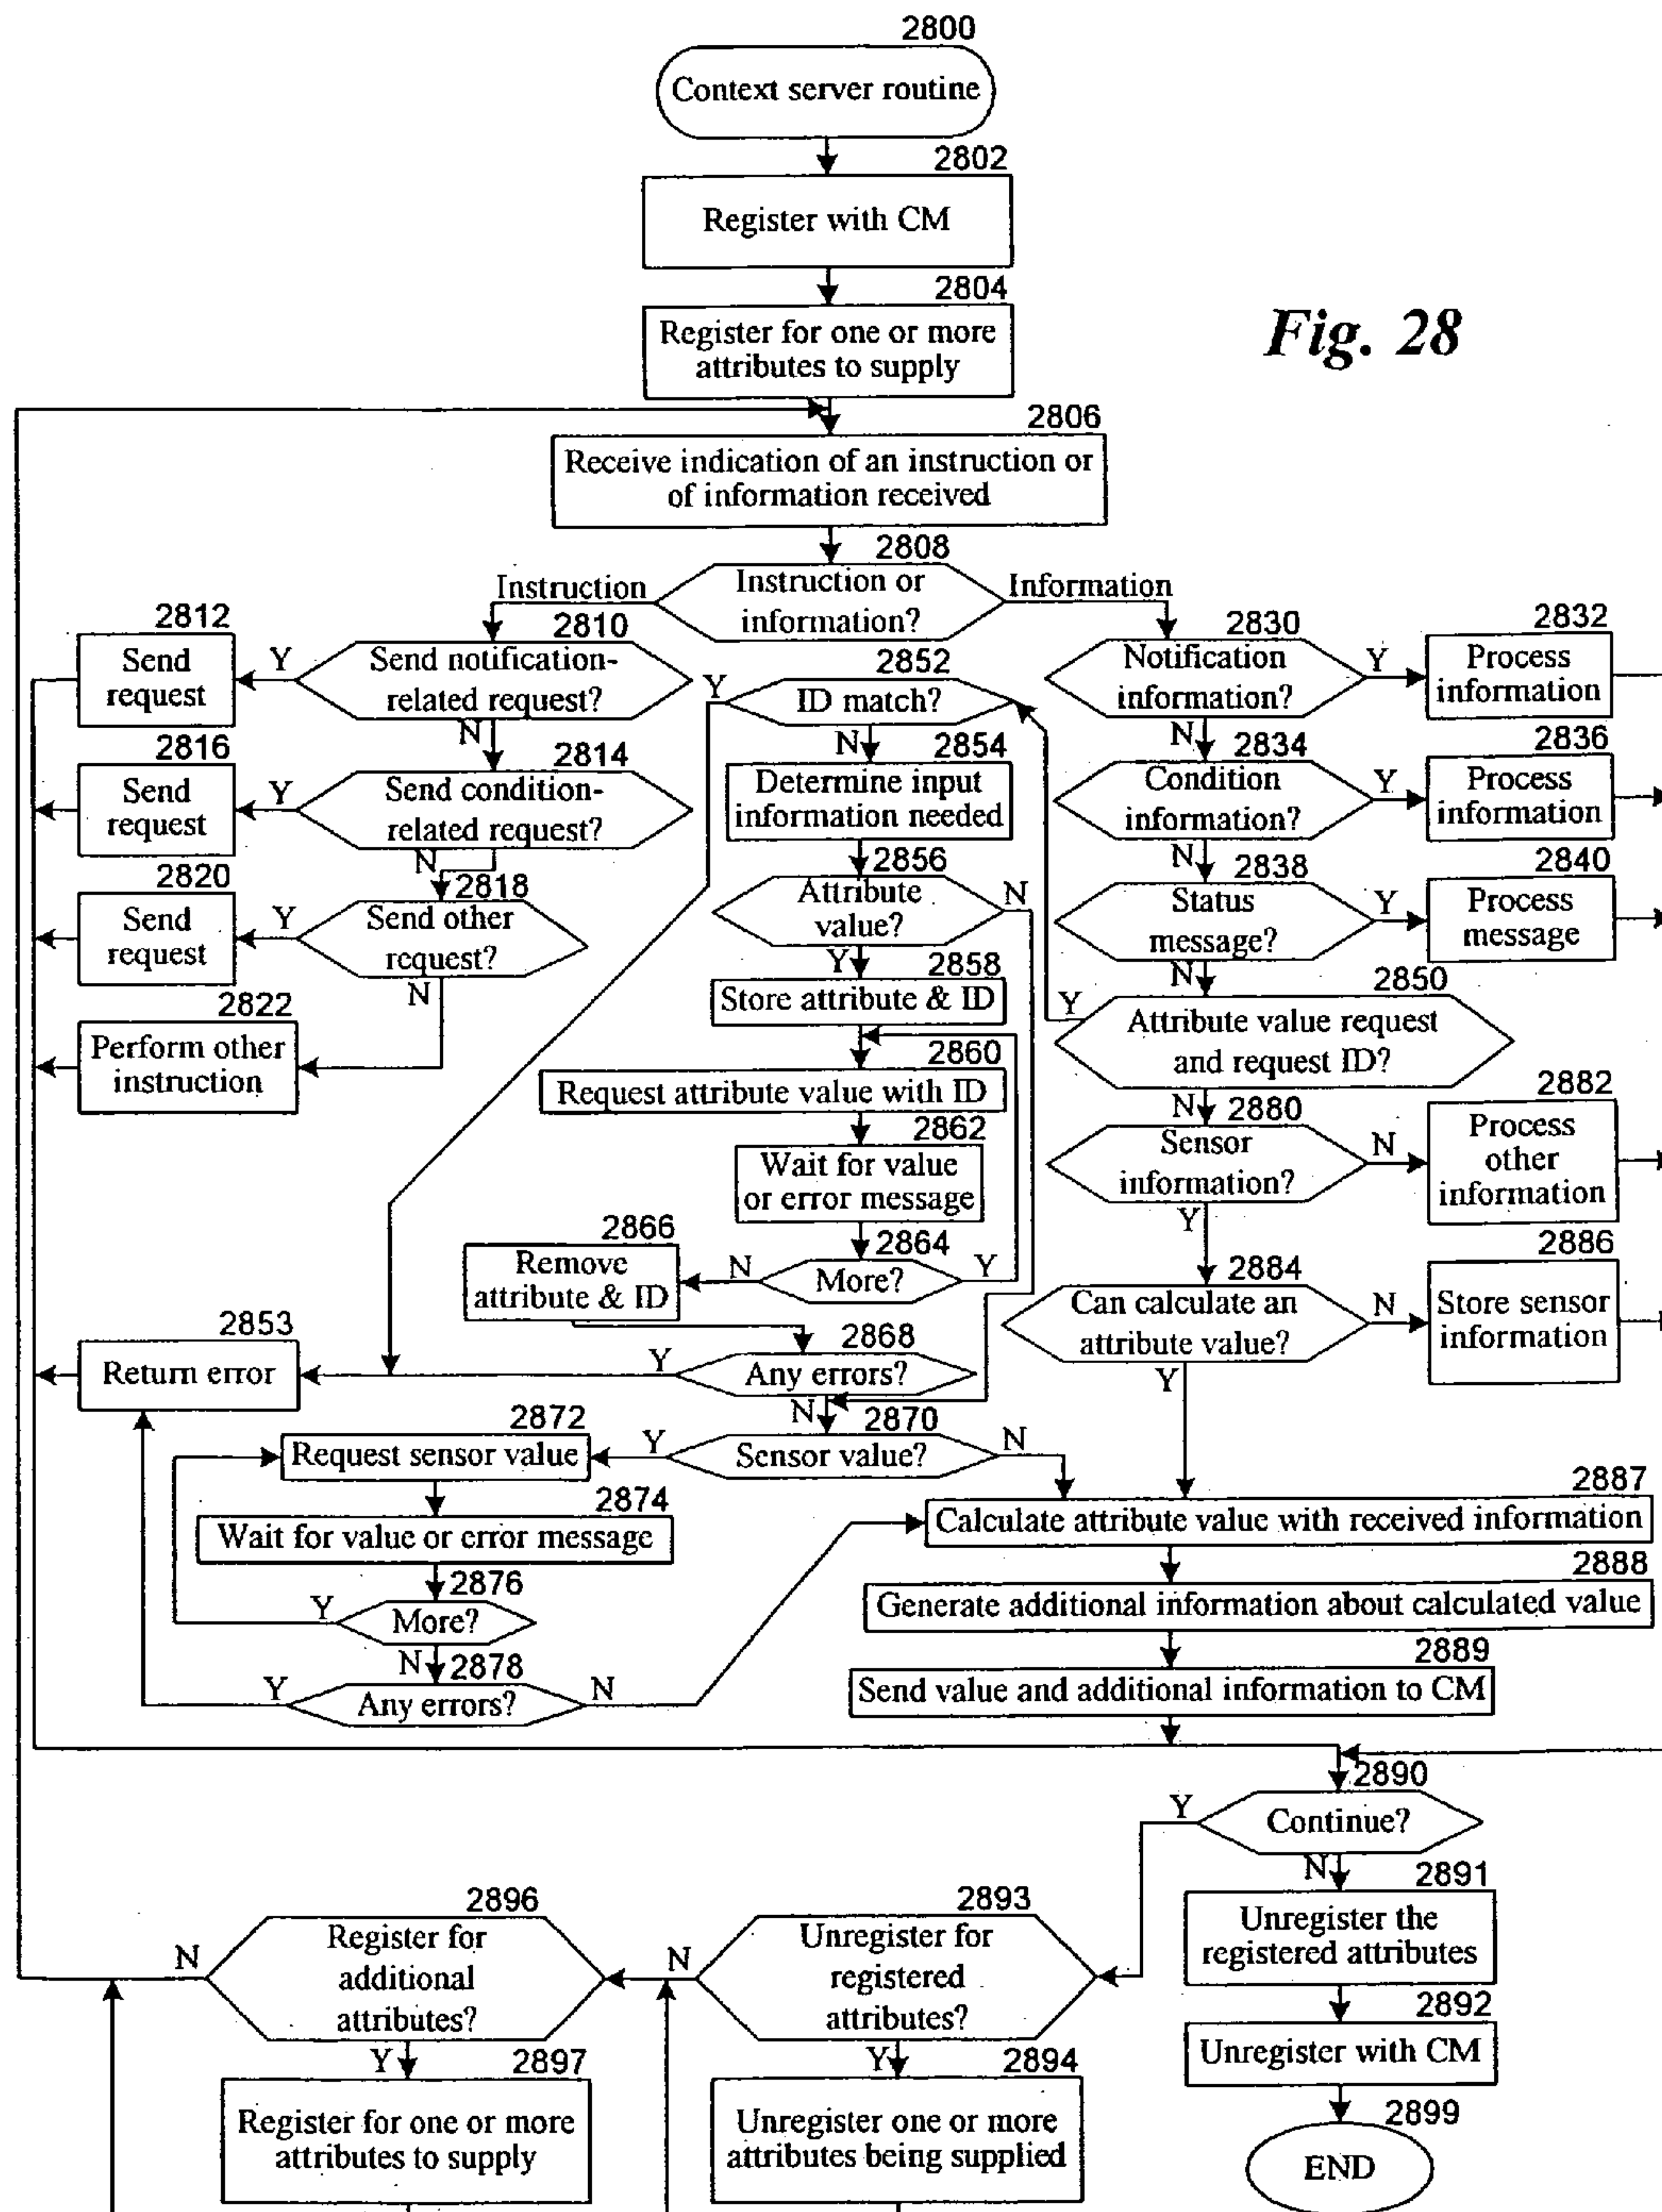 2800
Context server routine
2802
Register with CM
2804
Register for one or more
attributes to supply
Fig. 28
2806
Receive indication of an instruction or
of information received
2808
Instruction or
information?
Instruction
Information
2810
Send notification-
related request?
Y
2812
Send
request
N
2814
Send condition-
related request?
Y
2816
Send
request
N
2818
Send other
request?
Y
2820
Send
request
N
2822
Perform other
instruction
2830
Notification
information?
Y
2832
Process
information
N
2834
Condition
information?
Y
2836
Process
information
N
2838
Status
message?
Y
2840
Process
message
N
2850
Attribute value request
and request ID?
Y
N
2852
ID match?
Y
N
2854
Determine input
information needed
2856
Attribute
value?
N
Y
2858
Store attribute & ID
2860
Request attribute value with ID
2862
Wait for value
or error message
2864
More?
Y
N
2866
Remove
attribute & ID
2868
Any errors?
Y
2853
Return error
N
2870
Sensor value?
Y
N
2872
Request sensor value
2874
Wait for value or error message
2876
More?
Y
N
2878
Any errors?
Y
N
2880
Sensor
information?
N
2882
Process
other
information
Y
2884
Can calculate an
attribute value?
N
2886
Store sensor
information
Y
2887
Calculate attribute value with received information
2888
Generate additional information about calculated value
2889
Send value and additional information to CM
2890
Continue?
Y
N
2891
Unregister the
registered attributes
2892
Unregister with CM
2899
END
2893
Unregister for
registered
attributes?
N
Y
2894
Unregister one or more
attributes being supplied
2896
Register for
additional
attributes?
N
Y
2897
Register for one or more
attributes to supply